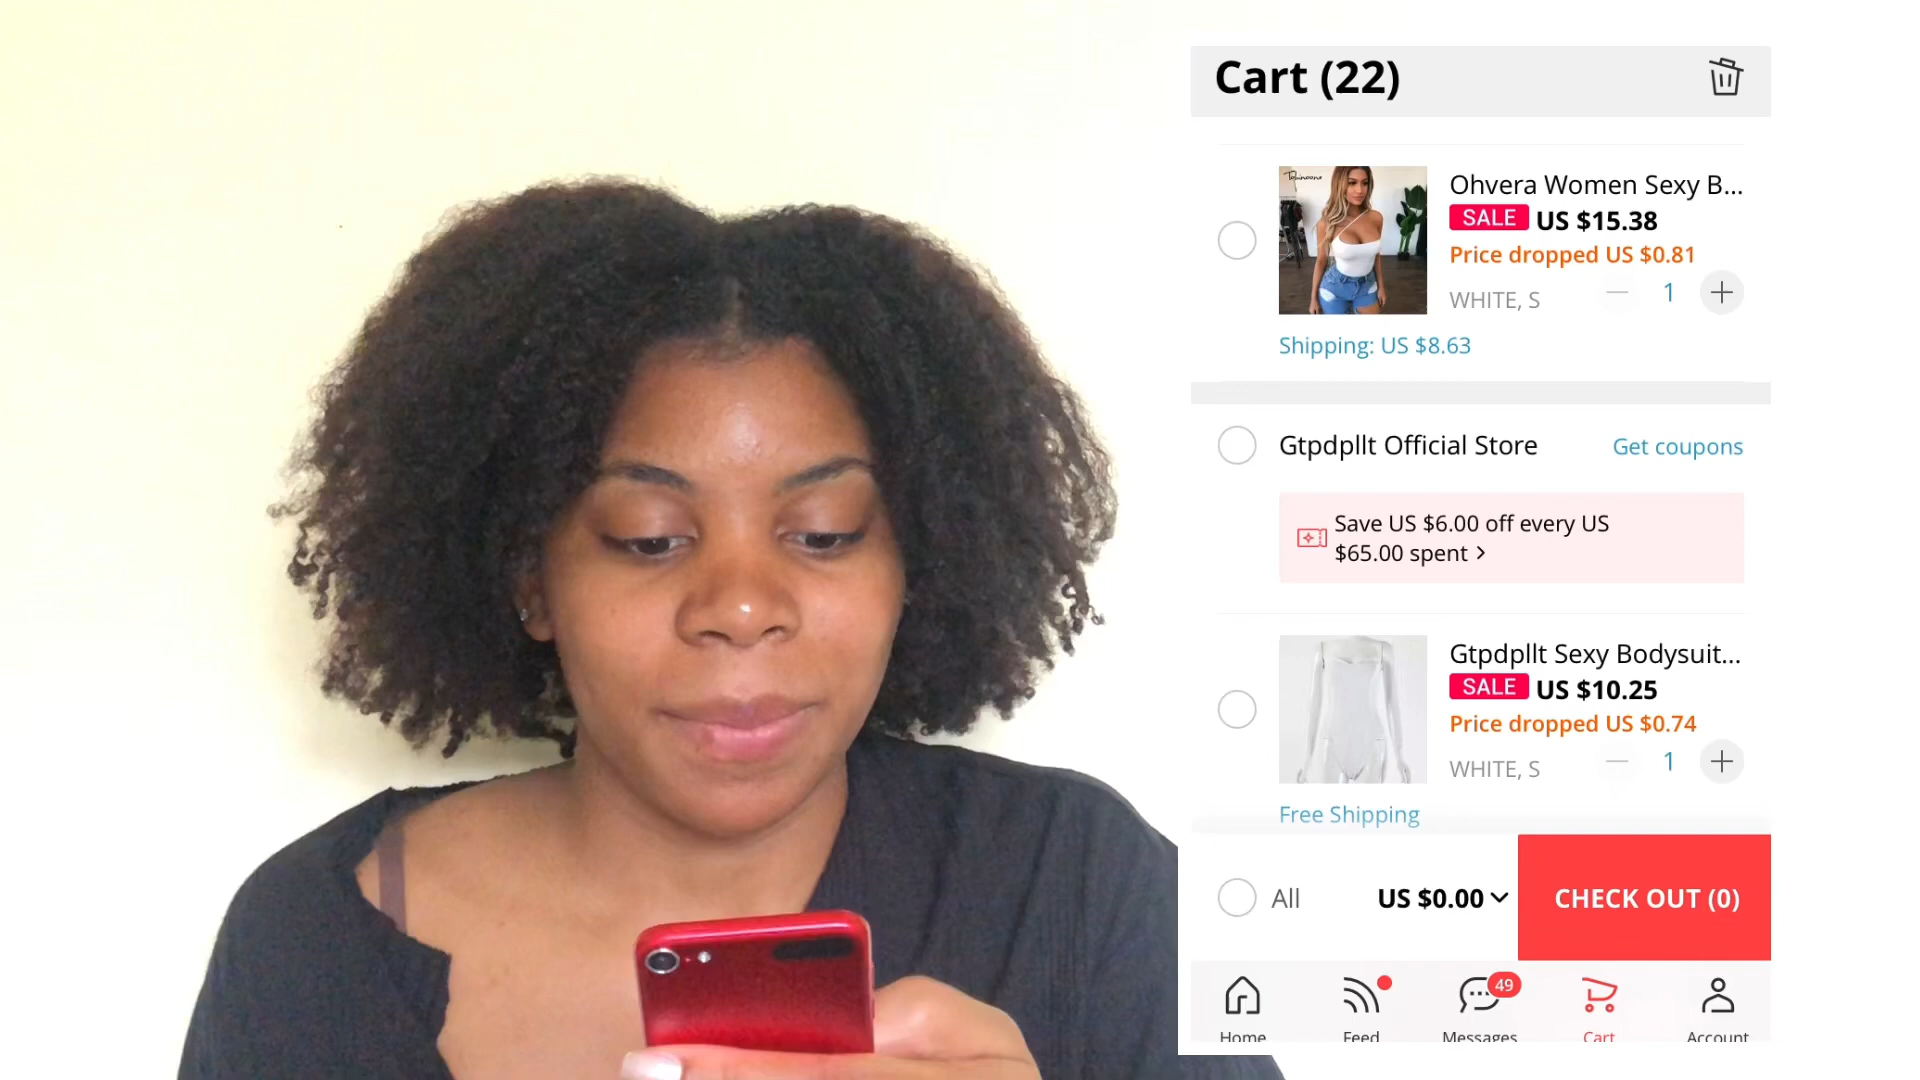 Cart (22)
Ohvera Women Sexy B...
SALE US $15.38
Price dropped US $0.81
WHITE, S
1
Shipping: US $8.63
Gtpdpllt Official Store
Get coupons
Save US $6.00 off every US
$65.00 spent >
Gtpdpllt Sexy Bodysuit...
SALE US $10.25
Price dropped US $0.74
WHITE, S
1
Free Shipping
All
US $0.00
CHECK OUT (0)
49
Home
Feed
Messages
Cart
Account